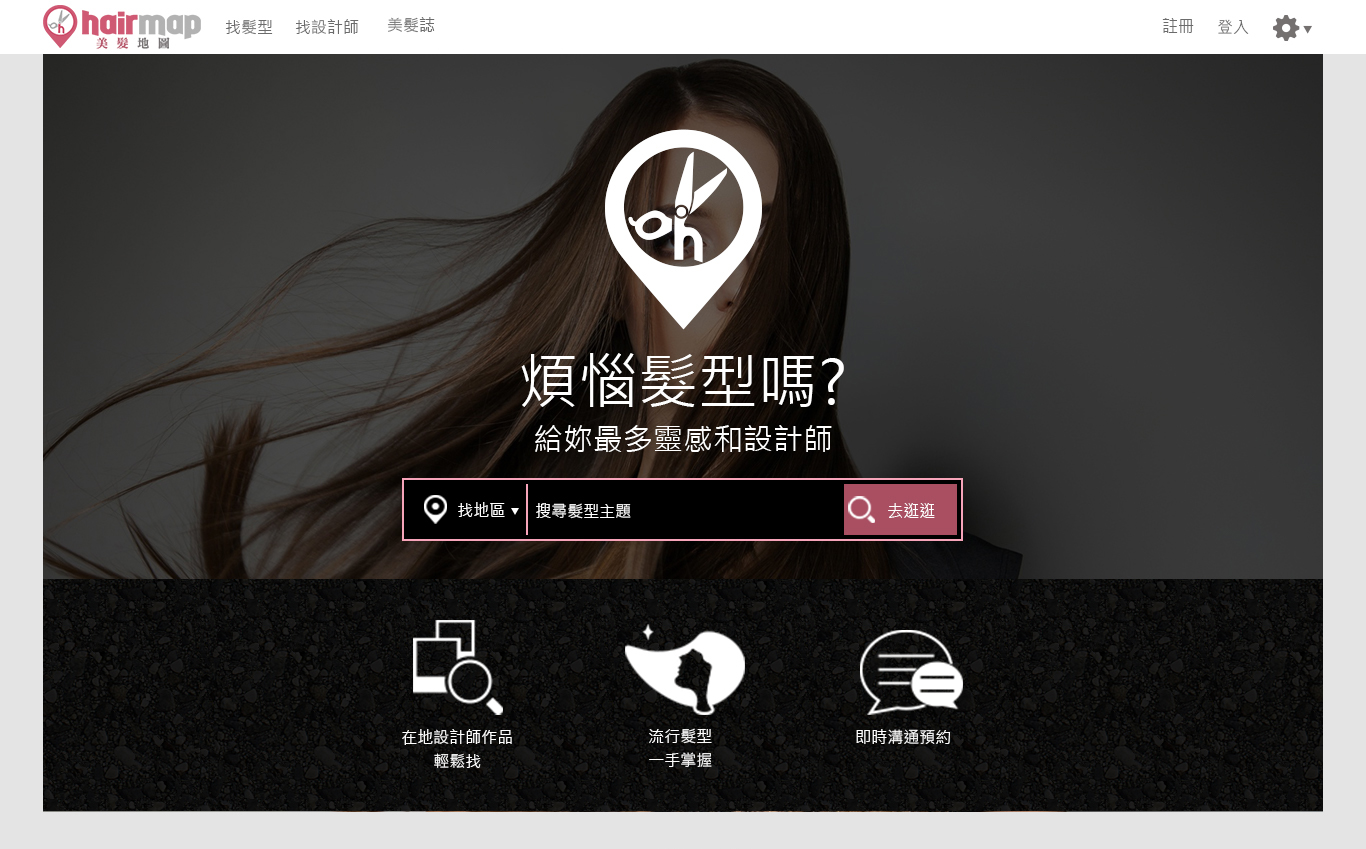 hairmap
美髮地圖
找髮型
找設計師
美髮誌
註冊
登入
煩惱髮型嗎?
給妳最多靈感和設計師
找地區
搜尋髮型主題
去逛逛
在地設計師作品
輕鬆找
流行髮型
一手掌握
即時溝通預約